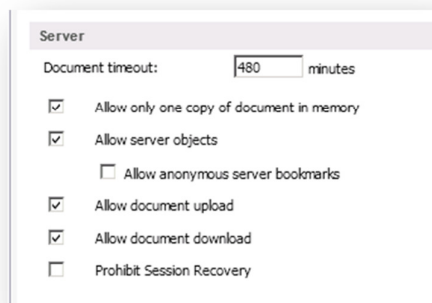 Server
Document timeout: 480 minutes
Allow only one copy of document in memory
Allow server objects
Allow anonymous server bookmarks
Allow document upload
Allow document download
Prohibit Session Recovery